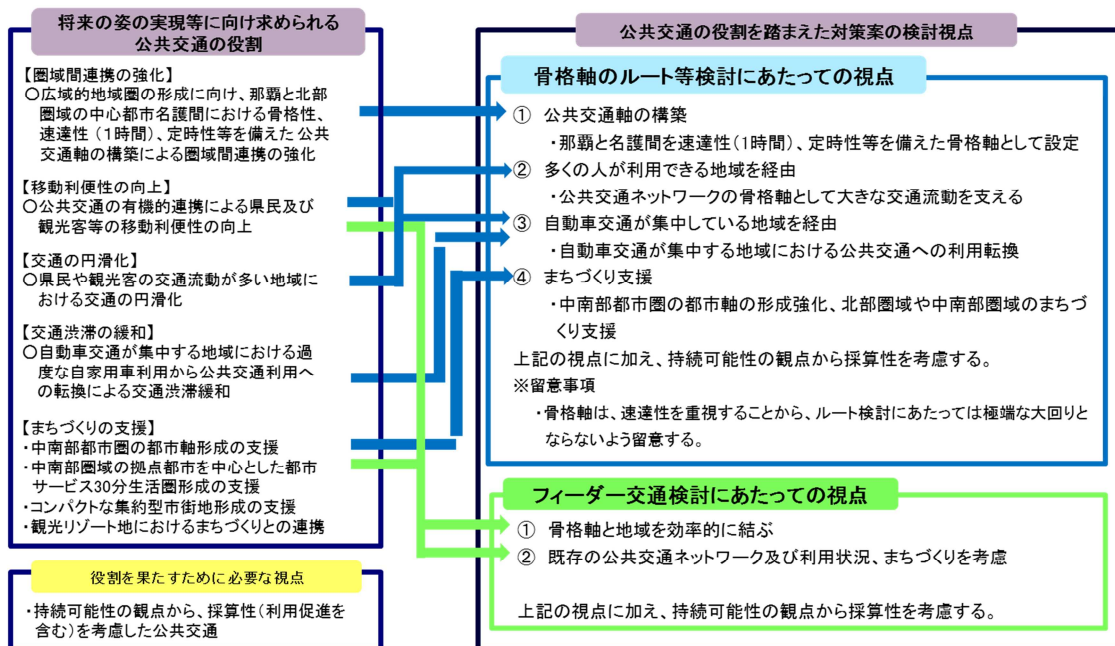 将来の姿の実現等に向け求められる
公共交通の役割
【圏域間連携の強化】
〇広域的地域圏の形成に向け、那覇と北部
圏域の中心都市名護間における骨格性、
速達性（１時間）、定時性等を備えた公共
交通軸の構築による圏域間連携の強化
【移動利便性の向上】
〇公共交通の有機的連携による県民及び
観光客等の移動利便性の向上
【交通の円滑化】
〇県民や観光客の交通流動が多い地域に
おける交通の円滑化
【交通渋滞の緩和】
〇自動車交通が集中する地域における過
度な自家用車利用から公共交通利用へ
の転換による交通渋滞緩和
【まちづくりの支援】
・中南部都市圏の都市軸形成の支援
・中南部圏域の拠点都市を中心とした都市
サービス30分生活圏形成の支援
・コンパクトな集約型市街地形成の支援
・観光リゾート地におけるまちづくりとの連携
役割を果たすために必要な視点
・持続可能性の観点から、採算性（利用促進を
含む）を考慮した公共交通
公共交通の役割を踏まえた対策案の検討視点
骨格軸のルート等検討にあたっての視点
① 公共交通軸の構築
・那覇と名護間を速達性（1時間）、定時性等を備えた骨格軸として設定
② 多くの人が利用できる地域を経由
・公共交通ネットワークの骨格軸として大きな交通流動を支える
③ 自動車交通が集中している地域を経由
・自動車交通が集中する地域における公共交通への利用転換
④ まちづくり支援
・中南部都市圏の都市軸の形成強化、北部圏域や中南部圏域のまちづ
くり支援
上記の視点に加え、持続可能性の観点から採算性を考慮する。
※留意事項
・骨格軸は、速達性を重視することから、ルート検討にあたっては極端な大回りと
ならないよう留意する。
フィーダー交通検討にあたっての視点
① 骨格軸と地域を効率的に結ぶ
② 既存の公共交通ネットワーク及び利用状況、まちづくりを考慮
上記の視点に加え、持続可能性の観点から採算性を考慮する。